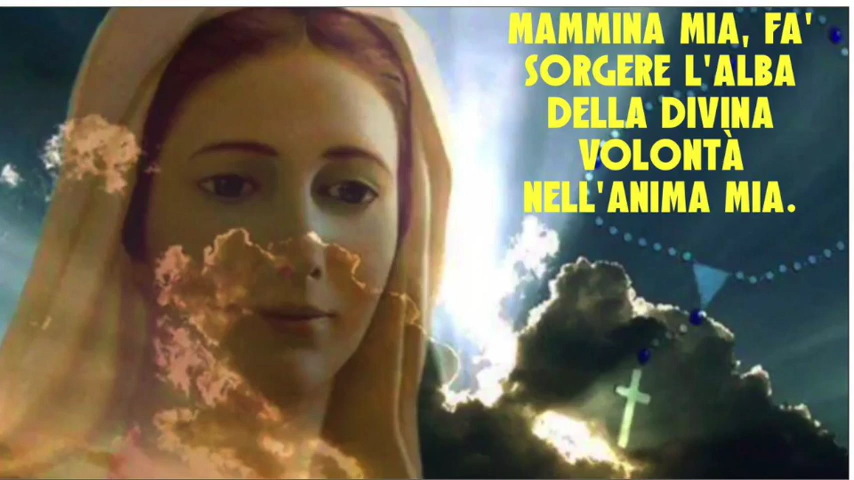 MAMMINA MIA, FA'
SORGERE L'ALBA
DELLA DIVINA
VOLONTÀ
NELL'ANIMA MIA.